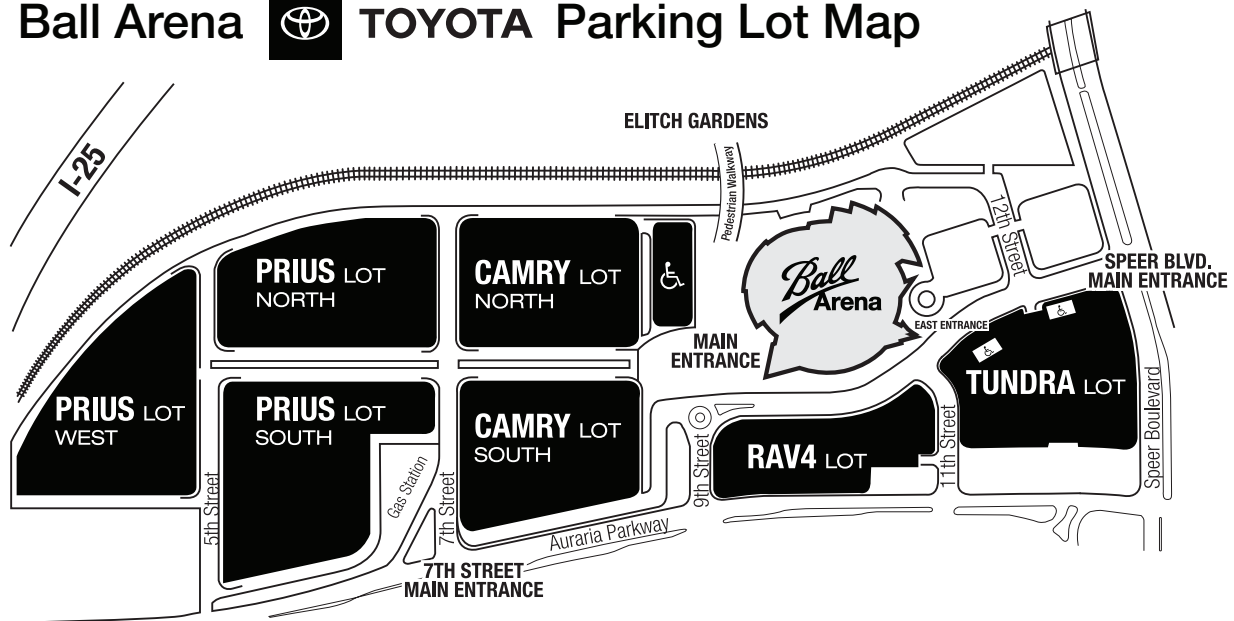 Ball Arena TOYOTA Parking Lot Map
I-25
ELITCH GARDENS
Pedestrian Walkway
12th Street
PRIUS LOT
NORTH
CAMRY LOT
NORTH
Ball
Arena
SPEER BLVD.
MAIN ENTRANCE
EAST ENTRANCE
MAIN
ENTRANCE
PRIUS LOT
WEST
PRIUS LOT
SOUTH
CAMRY LOT
SOUTH
TUNDRA LOT
RAV4 LOT
5th Street
Gas Station
7th Street
9th Street
11th Street
Speer Boulevard
Auraria Parkway
7TH STREET
MAIN ENTRANCE